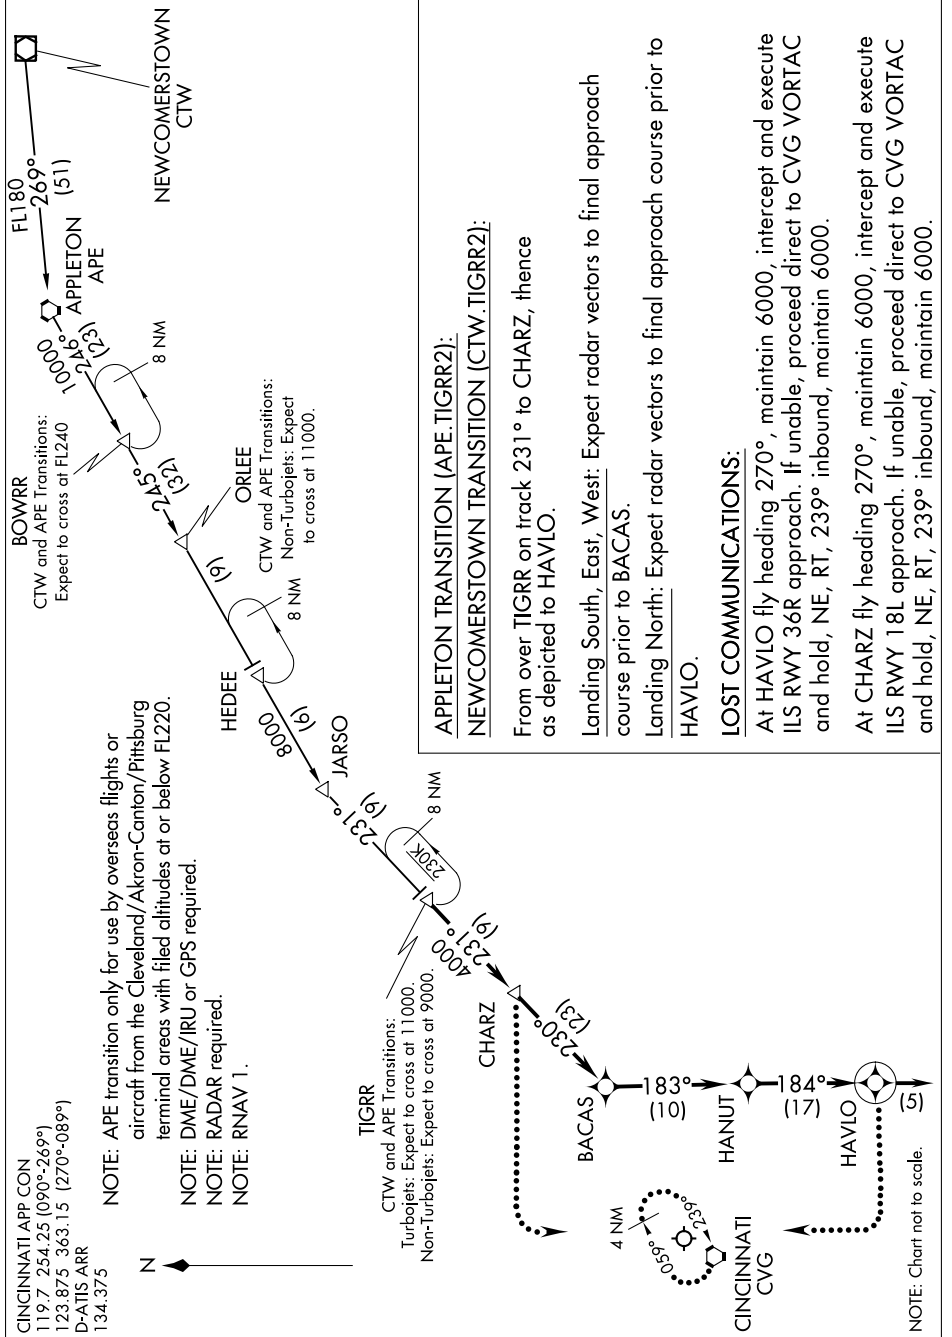 CINCINNATI APP CON
119.7 254.25 (090°-269°)
123.875 363.15 (270°-089°)
D-ATIS ARR
134.375
NOTE: APE transition only for use by overseas flights or
aircraft from the Cleveland/Akron-Canton/Pittsburg
terminal areas with filed altitudes at or below FL220.
NOTE: DME/DME/IRU or GPS required.
NOTE: RADAR required.
NOTE: RNAV 1.
N
BOWRR
CTW and APE Transitions:
Expect to cross at FL240
FL180
269°
(51)
NEWCOMERSTOWN
CTW
APPLETON
APE
10000
246°
(23)
8 NM
245°
(32)
ORLEE
CTW and APE Transitions:
Non-Turbojets: Expect
to cross at 11000.
(9)
HEDEE
8 NM
8000
(6)
JARSO
231°
(9)
230K
8 NM
TIGRR
CTW and APE Transitions:
Turbojets: Expect to cross at 11000.
Non-Turbojets: Expect to cross at 9000.
4000
231°
(9)
CHARZ
230°
(23)
BACAS
183°
(10)
HANUT
184°
(17)
HAVLO
(5)
4 NM
059°
239°
CINCINNATI
CVG
NOTE: Chart not to scale.
APPLETON TRANSITION (APE.TIGRR2):
NEWCOMERSTOWN TRANSITION (CTW.TIGRR2):
From over TIGRR on track 231° to CHARZ, thence
as depicted to HAVLO.
Landing South, East, West: Expect radar vectors to final approach
course prior to BACAS.
Landing North: Expect radar vectors to final approach course prior to
HAVLO.
LOST COMMUNICATIONS:
At HAVLO fly heading 270°, maintain 6000, intercept and execute
ILS RWY 36R approach. If unable, proceed direct to CVG VORTAC
and hold, NE, RT, 239° inbound, maintain 6000.
At CHARZ fly heading 270°, maintain 6000, intercept and execute
ILS RWY 18L approach. If unable, proceed direct to CVG VORTAC
and hold, NE, RT, 239° inbound, maintain 6000.